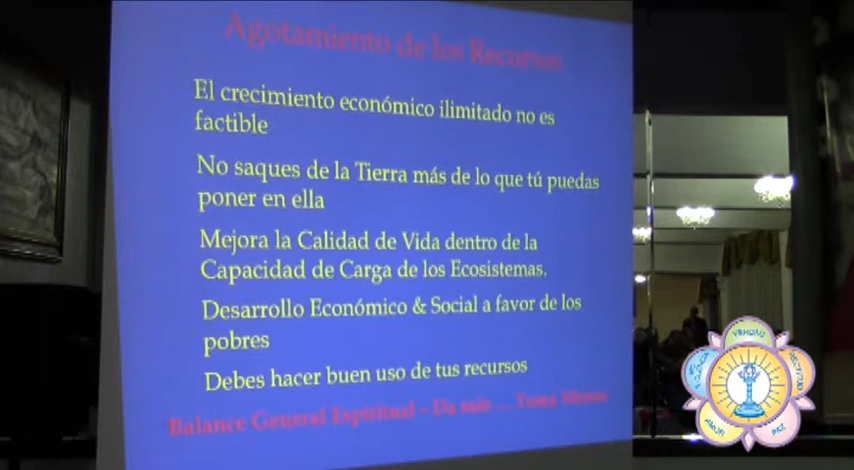 Agotamiento de los Recursos
El crecimiento económico ilimitado no es
factible
No saques de la Tierra más de lo que tú puedas
poner en ella
Mejora la Calidad de Vida dentro de la
Capacidad de Carga de los Ecosistemas.
Desarrollo Económico & Social a favor de los
pobres
Debes hacer buen uso de tus recursos
Balance General Espiritual – Da más ... Toma Menos
VERDAD
RECTITUD
PAZ
AMOR